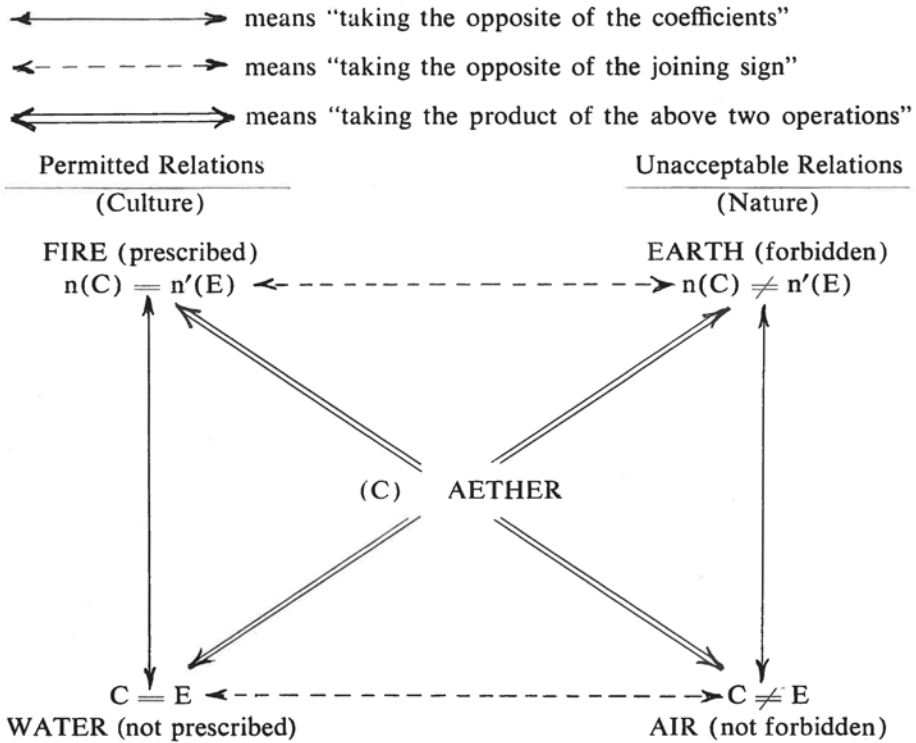 means “taking the opposite of the coefficients”
means “taking the opposite of the joining sign”
means “taking the product of the above two operations”
Permitted Relations
(Culture)
Unacceptable Relations
(Nature)
FIRE (prescribed)
n(C) = n′(E)
EARTH (forbidden)
n(C) ≠ n′(E)
(C) AETHER
C = E
WATER (not prescribed)
C ≠ E
AIR (not forbidden)